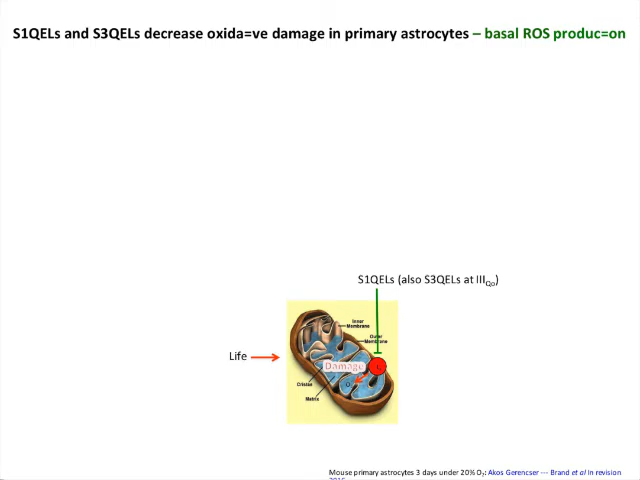 S1QELs and S3QELs decrease oxida=ve damage in primary astrocytes – basal ROS produc=on
S1QELs (also S3QELs at IIIQo)
Inner
Membrane
Outer
Membrane
Life
Damage
Q
O
Cristae
Matrix
Mouse primary astrocytes 3 days under 20% O2: Akos Gerencser --- Brand et al In revision
2016